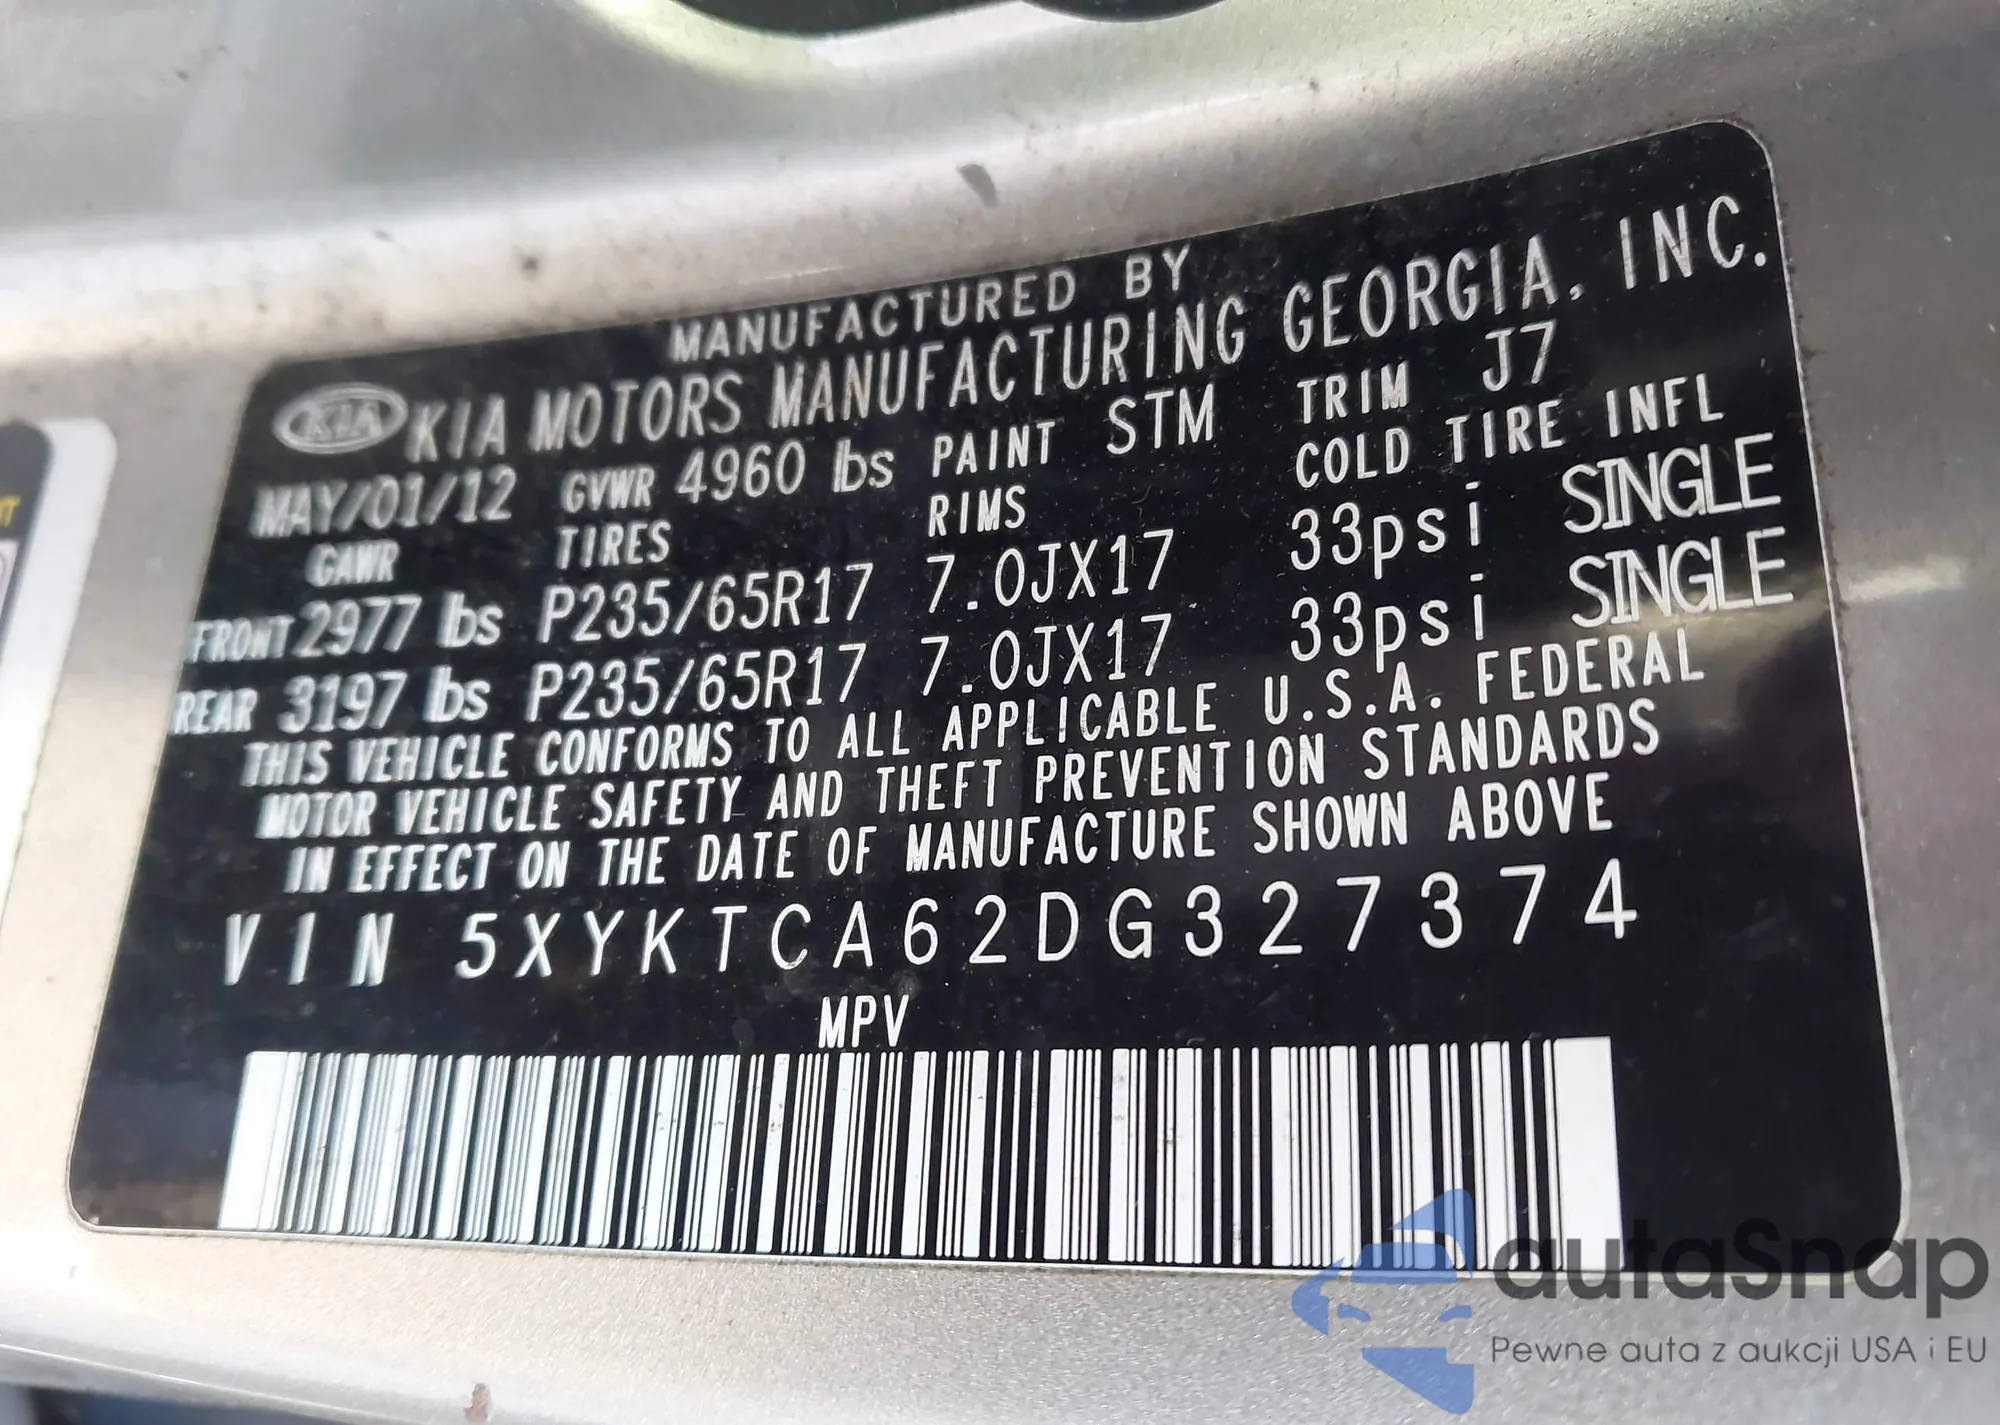 MANUFACTURED BY
KIA KIA MOTORS MANUFACTURING GEORGIA, INC.
MAY/01/12 GVWR 4960 lbs PAINT STM TRIM J7
GAWR TIRES RIMS COLD TIRE INFL
FRONT 2977 lbs P235/65R17 7.0JX17 33psi SINGLE
REAR 3197 lbs P235/65R17 7.0JX17 33psi SINGLE
THIS VEHICLE CONFORMS TO ALL APPLICABLE U.S.A. FEDERAL
MOTOR VEHICLE SAFETY AND THEFT PREVENTION STANDARDS
IN EFFECT ON THE DATE OF MANUFACTURE SHOWN ABOVE
VIN 5XYKTCA62DG327374
MPV
autaSnap
Pewne auta z aukcji USA i EU